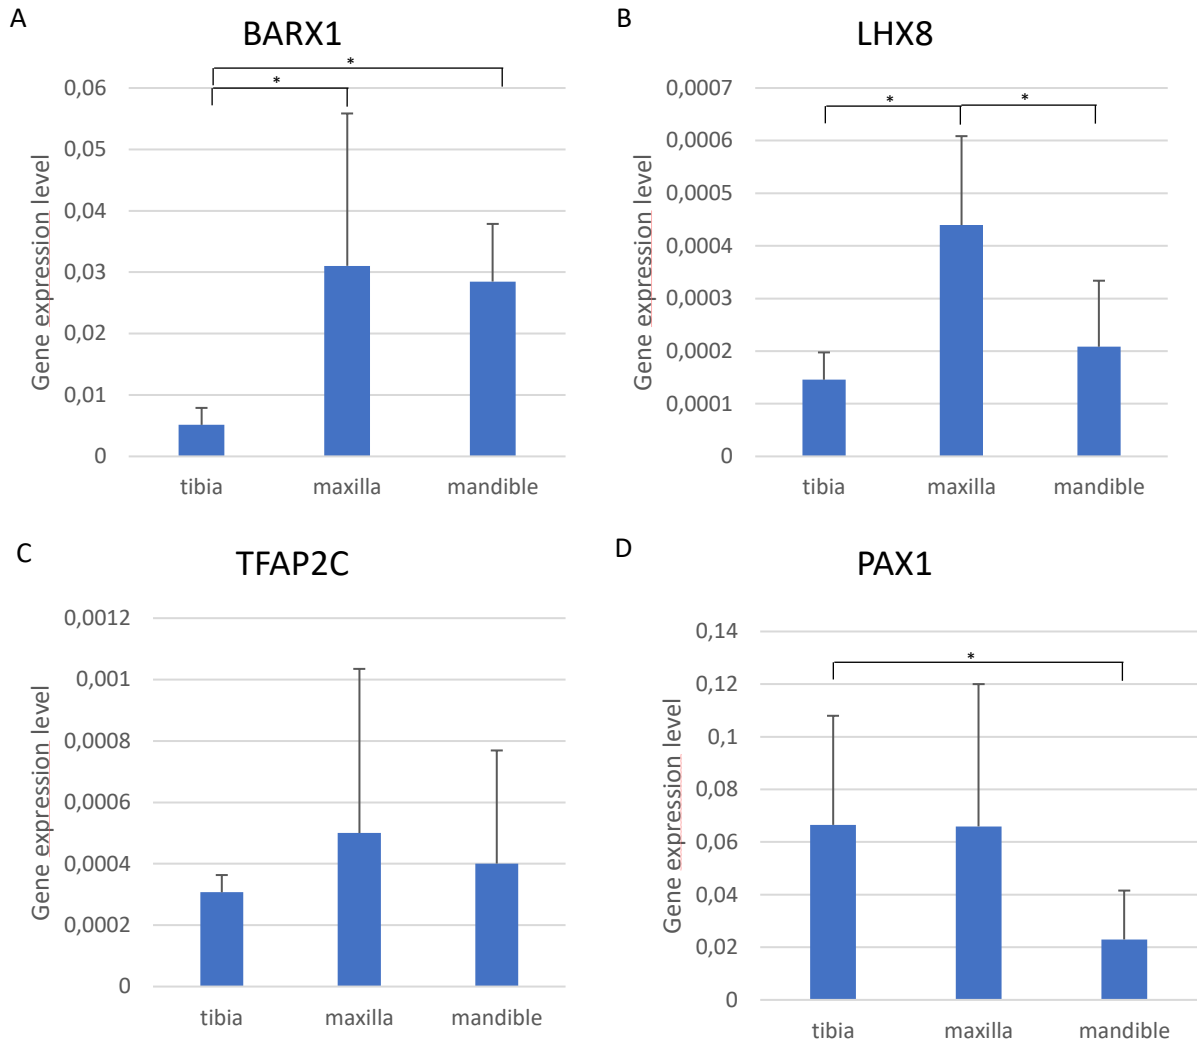 A
BARX1
*
*
0,06
0,05
0,04
0,03
0,02
0,01
0
Gene expression level
tibia maxilla mandible
B
LHX8
* *
0,0007
0,0006
0,0005
0,0004
0,0003
0,0002
0,0001
0
Gene expression level
tibia maxilla mandible
C
TFAP2C
0,0012
0,001
0,0008
0,0006
0,0004
0,0002
0
Gene expression level
tibia maxilla mandible
D
PAX1
*
0,14
0,12
0,1
0,08
0,06
0,04
0,02
0
Gene expression level
tibia maxilla mandible